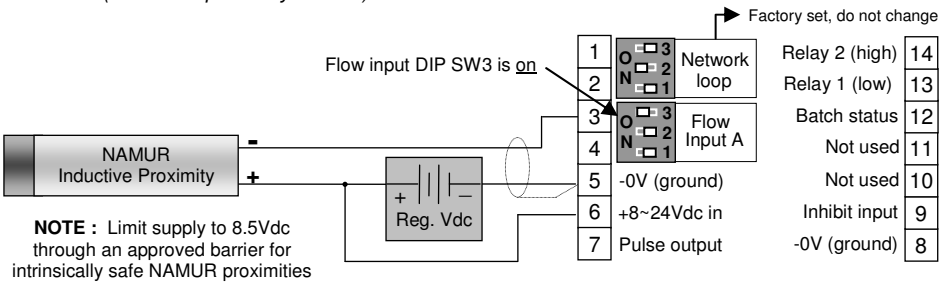 Factory set, do not change
Flow input DIP SW3 is on
1
2
3
4
5
6
7
O
N
3
2
1
Network
loop
O
N
3
2
1
Flow
Input A
-0V (ground)
+8~24Vdc in
Pulse output
Relay 2 (high) 14
Relay 1 (low) 13
Batch status 12
Not used 11
Not used 10
Inhibit input 9
-0V (ground) 8
NAMUR
Inductive Proximity
-
+
+ –
Reg. Vdc
NOTE : Limit supply to 8.5Vdc
through an approved barrier for
intrinsically safe NAMUR proximities